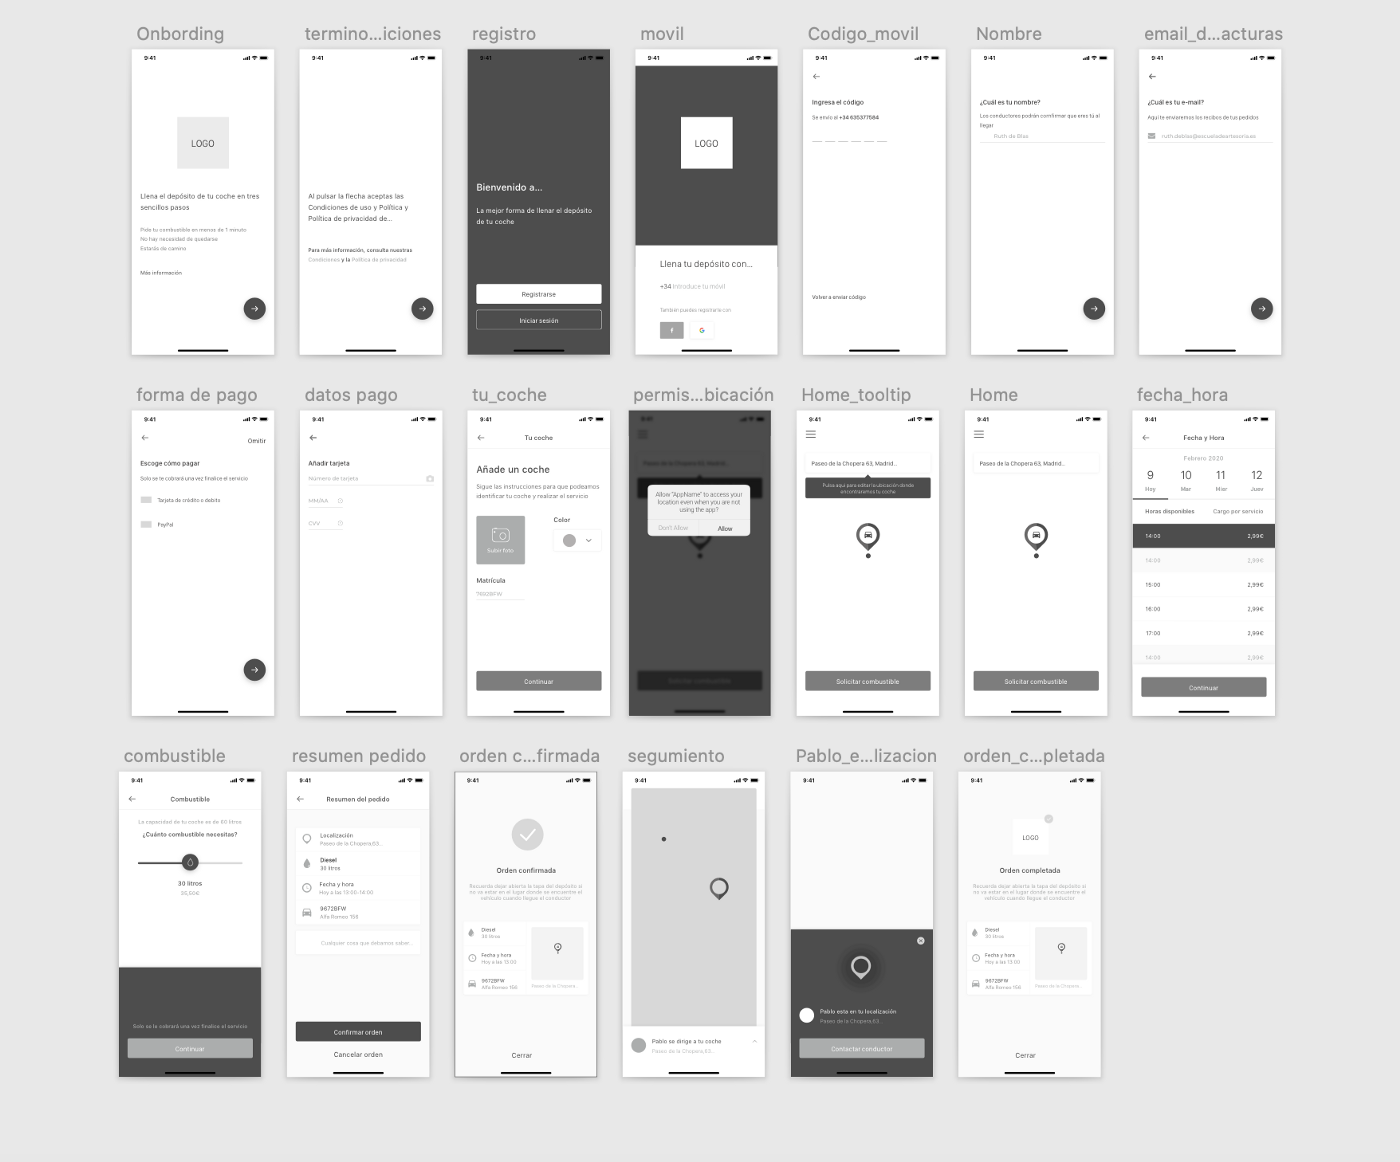 Onbording
9:41
LOGO
Llena el depósito de tu coche en tres
sencillos pasos
Pide tu combustible en menos de 1 minuto
No hay necesidad de quedarse
Estarás de camino
Más información
termino...iciones
9:41
Al pulsar la flecha aceptas las
Condiciones de uso y Política y
Política de privacidad de...
Para más información, consulta nuestras
Condiciones y la Política de privacidad
registro
9:41
Bienvenido a...
La mejor forma de llenar el depósito
de tu coche
Registrarse
Iniciar sesión
movil
9:41
LOGO
Llena tu depósito con...
+34 Introduce tu móvil
También puedes registrarte con
f
G
Codigo_movil
9:41
Ingresa el código
Se envío al +34 635377584
Volver a enviar código
Nombre
9:41
¿Cuál es tu nombre?
Los conductores podrán comfirmar que eres tú al
llegar
Ruth de Blas
email_d...acturas
9:41
¿Cuál es tu e-mail?
Aquí te enviaremos los recibos de tus pedidos
forma de pago
9:41
Omitir
Escoge cómo pagar
Solo se te cobrará una vez finalice el servicio
Tarjeta de crédito o debito
PayPal
datos pago
9:41
Añadir tarjeta
Número de tarjeta
MM/AA
CVV
tu_coche
9:41
Tu coche
Añade un coche
Sigue las instrucciones para que podeamos
identificar tu coche y realizar el servicio
Color
Subir foto
Matrícula
9692BFW
permis...bicación
9:41
Paseo de la Chopera 63, Madrid...
Allow "AppName" to access your
location even when you are not
using the app?
Don't Allow
Allow
Continuar
Home_tooltip
9:41
Paseo de la Chopera 63, Madrid...
Pulsa aquí para editar la ubicación donde
encontraremos tu coche
Solicitar combustible
Home
9:41
Paseo de la Chopera 63, Madrid...
Solicitar combustible
fecha_hora
9:41
Fecha y Hora
Febrero 2020
9 10 11 12
Hoy Mar Mier Juev
Horas disponibles Cargo por servicio
14:00 2,99€
14:00 2,99€
15:00 2,99€
16:00 2,99€
17:00 2,99€
14:00 2,99€
Continuar
combustible
9:41
Combustible
La capacidad de tu coche es de 60 litros
¿Cuánto combustible necesitas?
30 litros
35,60€
Solo se te cobrará una vez finalice el servicio
Continuar
resumen pedido
9:41
Resumen del pedido
Localización
Paseo de la Chopera,63...
Diesel
30 litros
Fecha y hora
Hoy a las 13:00-14:00
9672BFW
Alfa Romeo 156
Cualquier cosa que debamos saber...
Confirmar orden
Cancelar orden
orden c...firmada
9:41
Orden confirmada
Recuerde dejar abierta la tapa del depósito si
no va estar en el lugar donde se encuentre el
vehículo cuando llegue el conductor
Diesel
30 litros
Fecha y hora
Hoy a las 13:00
9672BFW
Alfa Romeo 156
Paseo de la Chopera...
Cerrar
segumiento
9:41
Pablo se dirige a tu coche
Paseo de la Chopera,63...
Pablo_e...lizacion
9:41
Pablo esta en tu localización
Paseo de la Chopera,63...
Contactar conductor
orden_c...pletada
9:41
LOGO
Orden completada
Recuerde dejar abierta la tapa del depósito si
no va estar en el lugar donde se encuentre el
vehículo cuando llegue el conductor
Diesel
30 litros
Fecha y hora
Hoy a las 13:00
9672BFW
Alfa Romeo 156
Paseo de la Chopera...
Cerrar